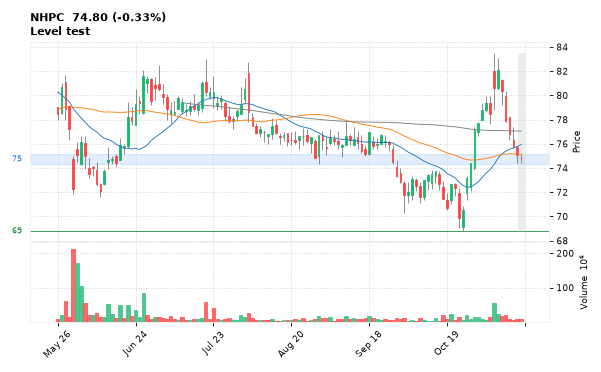 NHPC 74.80 (-0.33%)
Level test
84
82
80
78
76
74
72
70
68
Price
75
69
200
100
Volume 10⁶
May 26
Jun 24
Jul 23
Aug 20
Sep 18
Oct 19